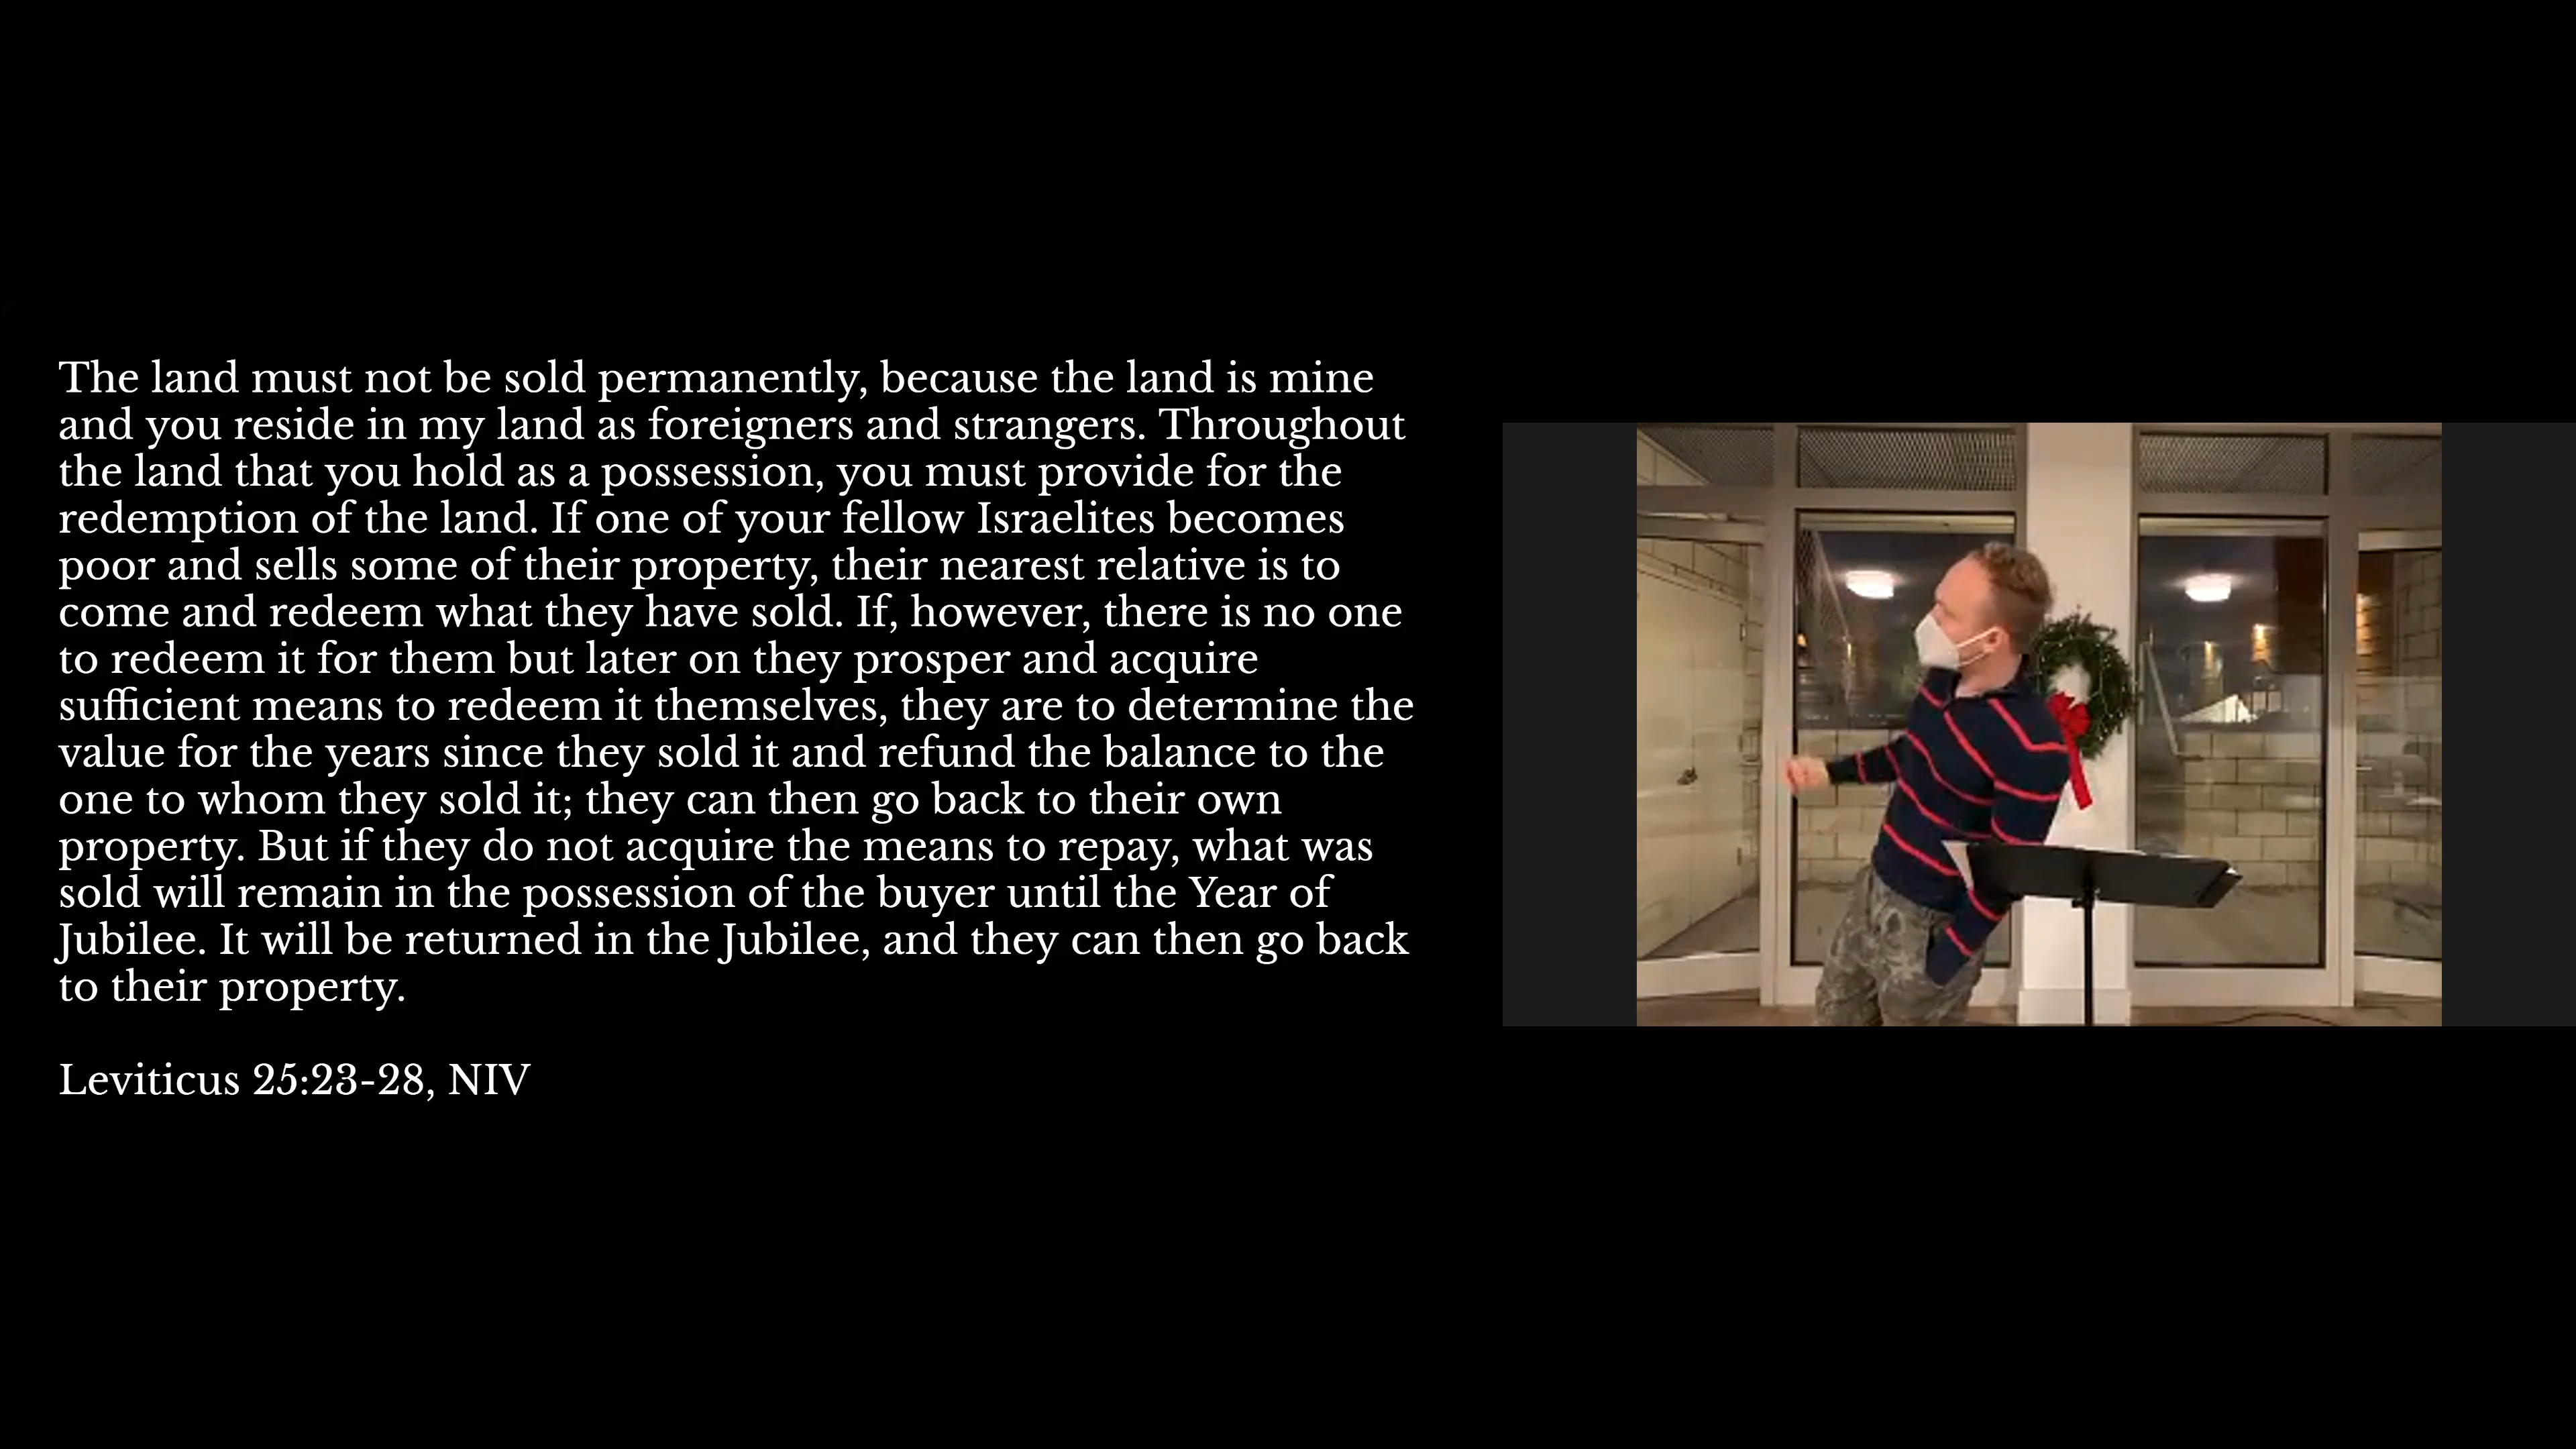 The land must not be sold permanently, because the land is mine
and you reside in my land as foreigners and strangers. Throughout
the land that you hold as a possession, you must provide for the
redemption of the land. If one of your fellow Israelites becomes
poor and sells some of their property, their nearest relative is to
come and redeem what they have sold. If, however, there is no one
to redeem it for them but later on they prosper and acquire
sufficient means to redeem it themselves, they are to determine the
value for the years since they sold it and refund the balance to the
one to whom they sold it; they can then go back to their own
property. But if they do not acquire the means to repay, what was
sold will remain in the possession of the buyer until the Year of
Jubilee. It will be returned in the Jubilee, and they can then go back
to their property.
Leviticus 25:23-28, NIV